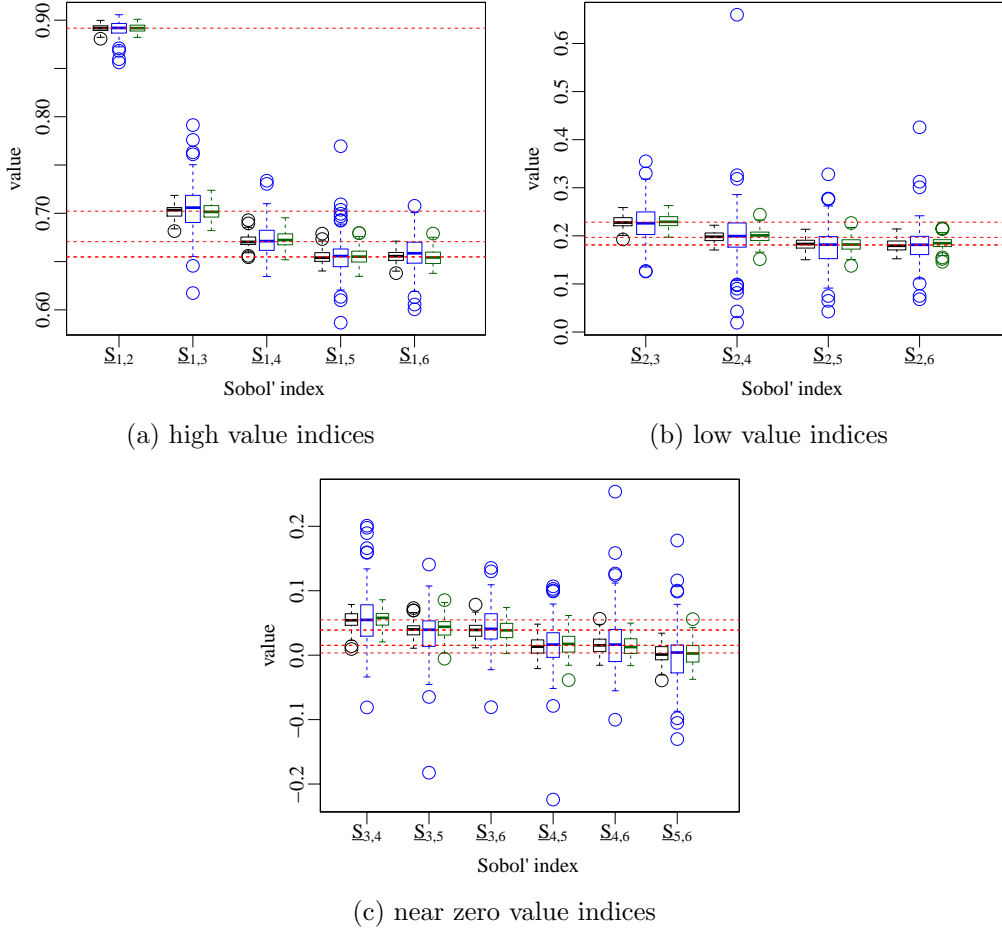 0.90
0.80
0.70
0.60
value
S1,2 S1,3 S1,4 S1,5 S1,6
Sobol' index
(a) high value indices
0.6
0.5
0.4
0.3
0.2
0.1
0.0
value
S2,3 S2,4 S2,5 S2,6
Sobol' index
(b) low value indices
0.2
0.1
0.0
−0.1
−0.2
value
S3,4 S3,5 S3,6 S4,5 S4,6 S5,6
Sobol' index
(c) near zero value indices